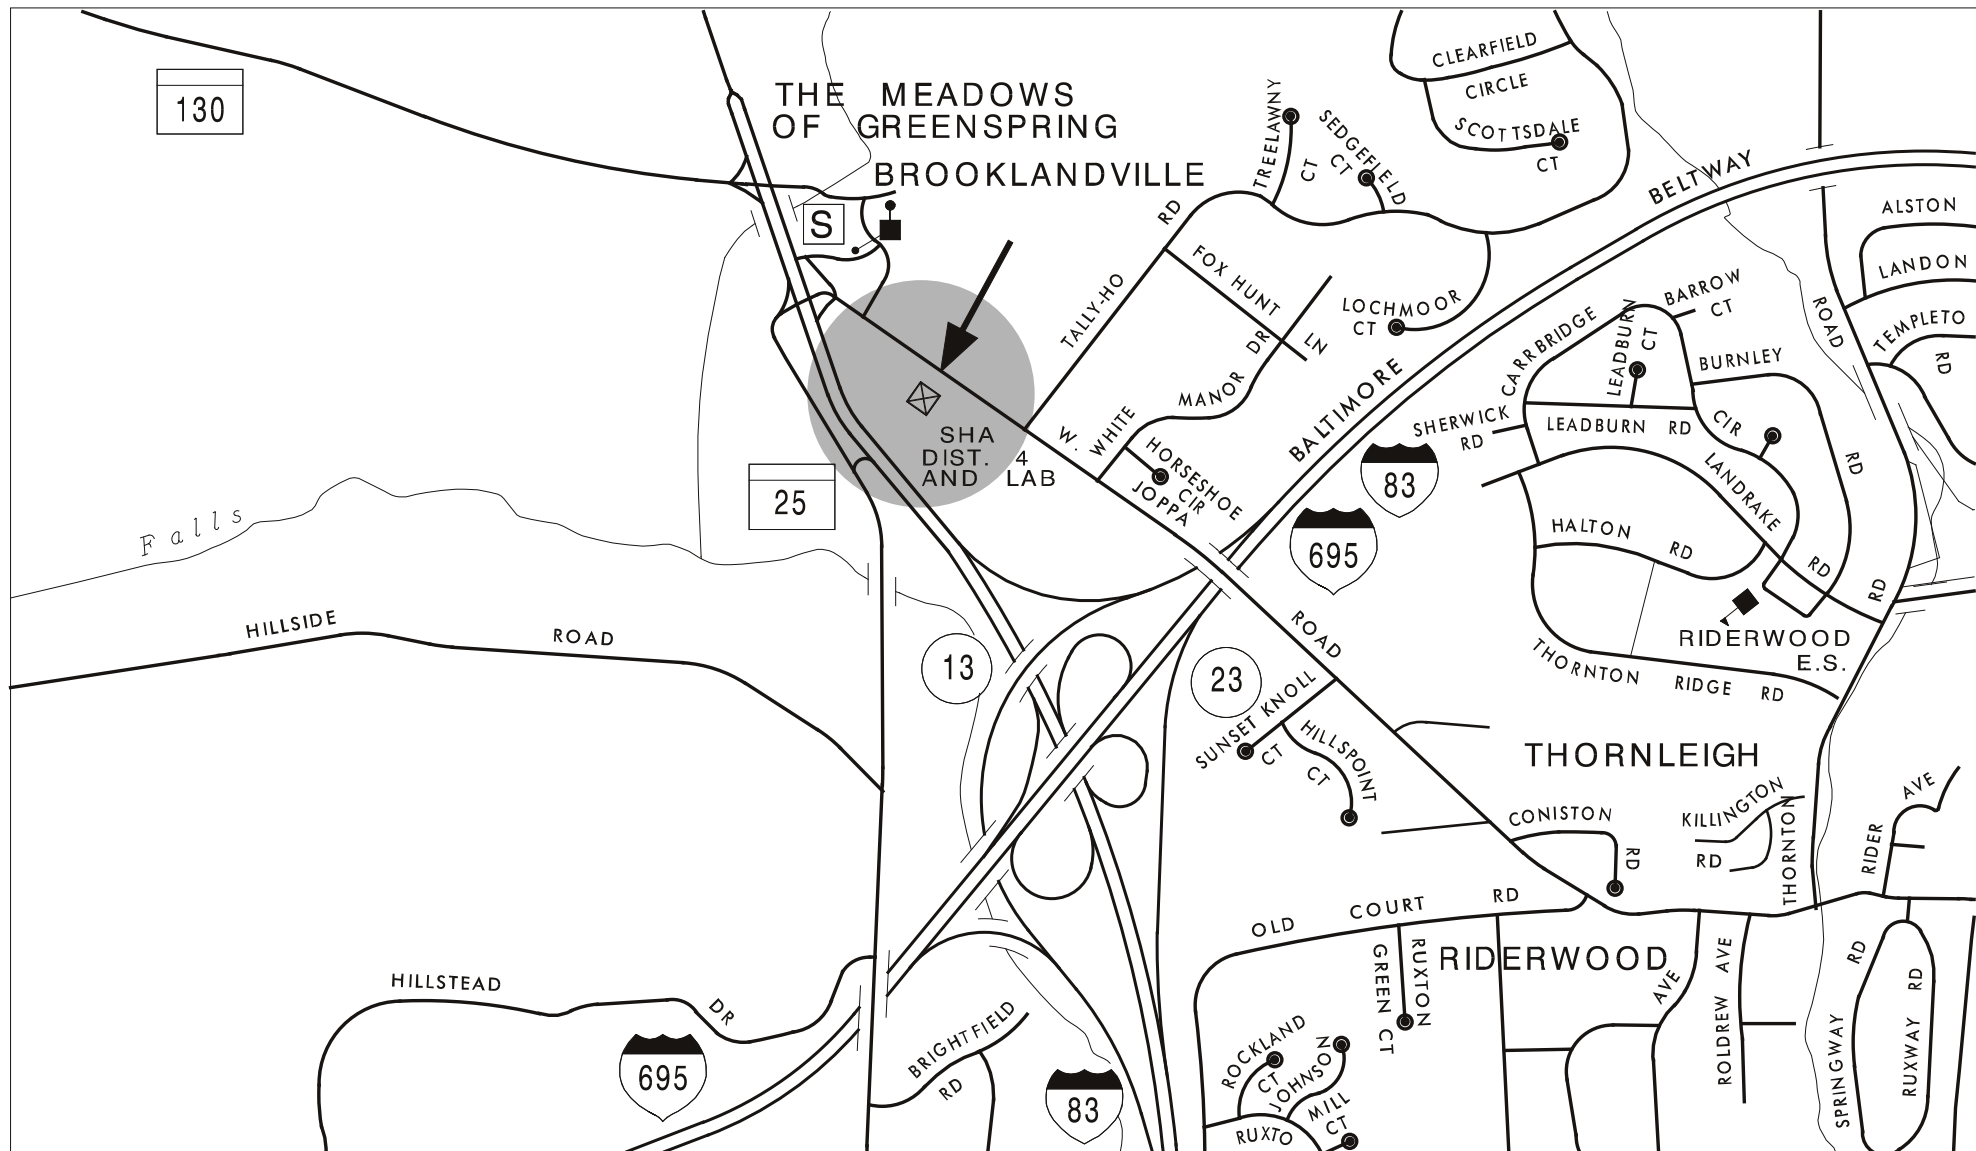 130
THE MEADOWS
OF GREENSPRING
BROOKLANDVILLE
S
CLEARFIELD
CIRCLE
SCOTTSDALE
CT
TREELAWNY
CT
SEDGEFIELD
CT
BELTWAY
ALSTON
LANDON
TEMPLETO
RD
ROAD
RD
TALLY-HO
FOX HUNT
LN
LOCHMOOR
CT
MANOR
DR
WHITE
HORSESHOE
CIR
W.
JOPPA
ROAD
BALTIMORE
CARRBRIDGE
LEADBURN
CT
BARROW
CT
BURNLEY
RD
SHERWICK
RD
LEADBURN RD
CIR
LANDRAKE
RD
HALTON
RD
RD
SHA
DIST. 4
AND LAB
25
83
695
Falls
HILLSIDE
ROAD
13
23
RIDERWOOD
E.S.
THORNTON
RIDGE RD
SUNSET KNOLL
CT
HILLSPOINT
CT
THORNLEIGH
CONISTON
RD
KILLINGTON
RD
THORNTON
RIDER
AVE
OLD COURT RD
RIDERWOOD
GREEN CT
RUXTON
AVE
ROLDREW AVE
SPRINGWAY
RD
RUXWAY
RD
HILLSTEAD
DR
695
BRIGHTFIELD
RD
83
ROCKLAND
CT
JOHNSON
MILL
CT
RUXTO